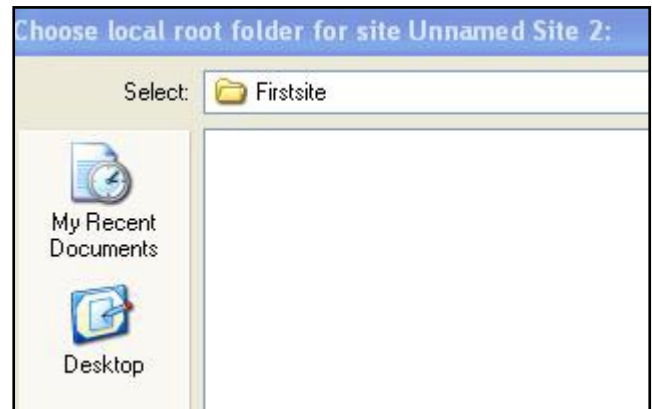 Choose local root folder for site Unnamed Site 2:
Select: Firstsite
My Recent
Documents
Desktop